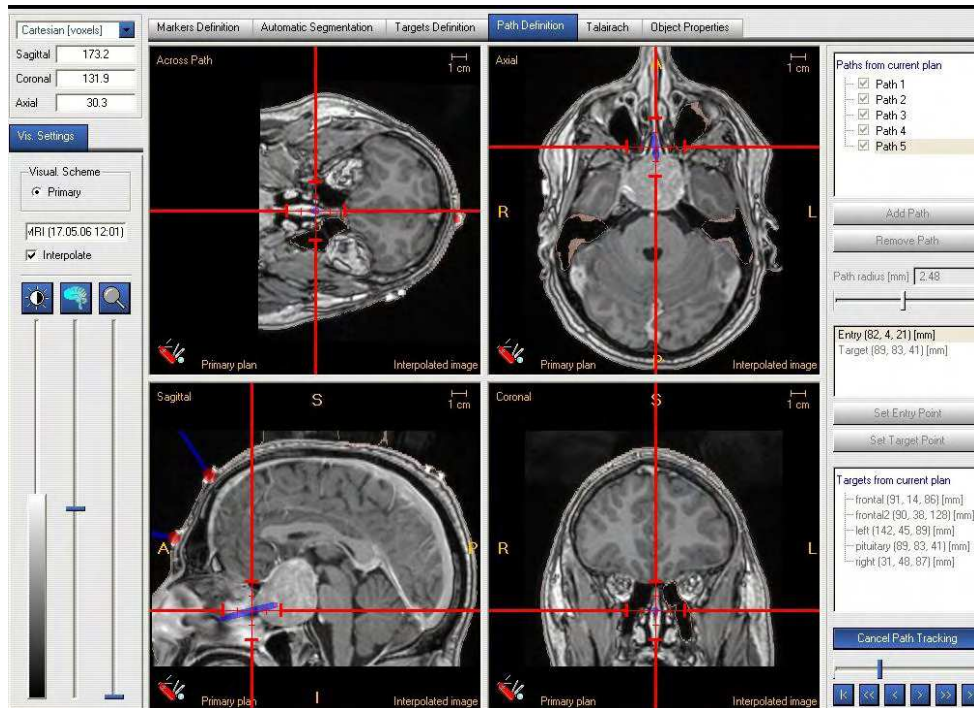 Cartesian [voxels]
Sagittal 173.2
Coronal 131.9
Axial 30.3
Vis. Settings
Visual. Scheme
Primary
MRI (17.05.06 12:01)
Interpolate
Markers Definition Automatic Segmentation Targets Definition Path Definition Talairach Object Properties
Across Path
1 cm
Primary plan Interpolated image
Axial
1 cm
A
R L
P
Primary plan Interpolated image
Sagittal
S
1 cm
A P
I
Primary plan Interpolated image
Coronal
S
1 cm
R L
Primary plan Interpolated image
Paths from current plan
Path 1
Path 2
Path 3
Path 4
Path 5
Add Path
Remove Path
Path radius [mm] 2.48
Entry (82, 4, 21) [mm]
Target (89, 83, 41) [mm]
Set Entry Point
Set Target Point
Targets from current plan
frontal (91, 14, 86) [mm]
frontal2 (90, 38, 128) [mm]
left (142, 45, 89) [mm]
pituitary (89, 83, 41) [mm]
right (31, 48, 87) [mm]
Cancel Path Tracking